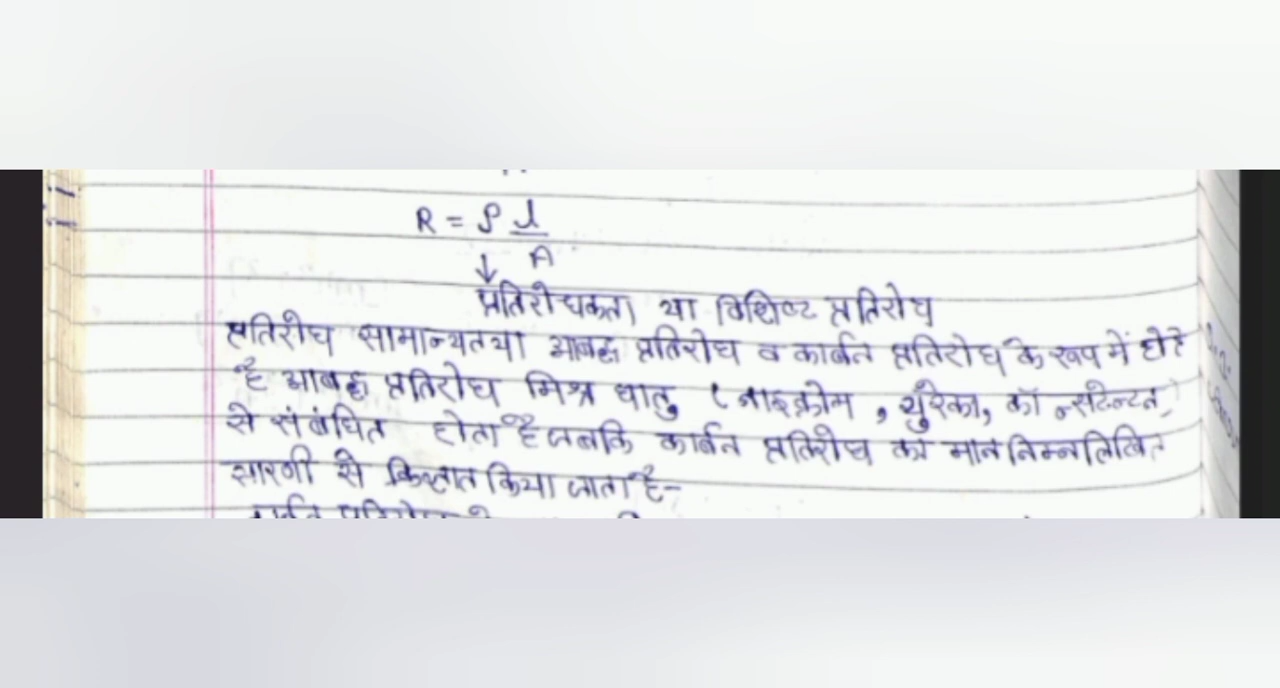 R = ρ l
A
↓
प्रतिरोधकता या विशिष्ट प्रतिरोध
प्रतिरोध सामान्यतया आबद्ध प्रतिरोध व कार्बन प्रतिरोध के रूप में होते
है आबद्ध प्रतिरोध मिश्र धातु (नाइक्रोम, युरेका, कॉन्सटेन्टन)
से संबंधित होता है जबकि कार्बन प्रतिरोध का मान निम्नलिखित
सारणी से किया जाता है-